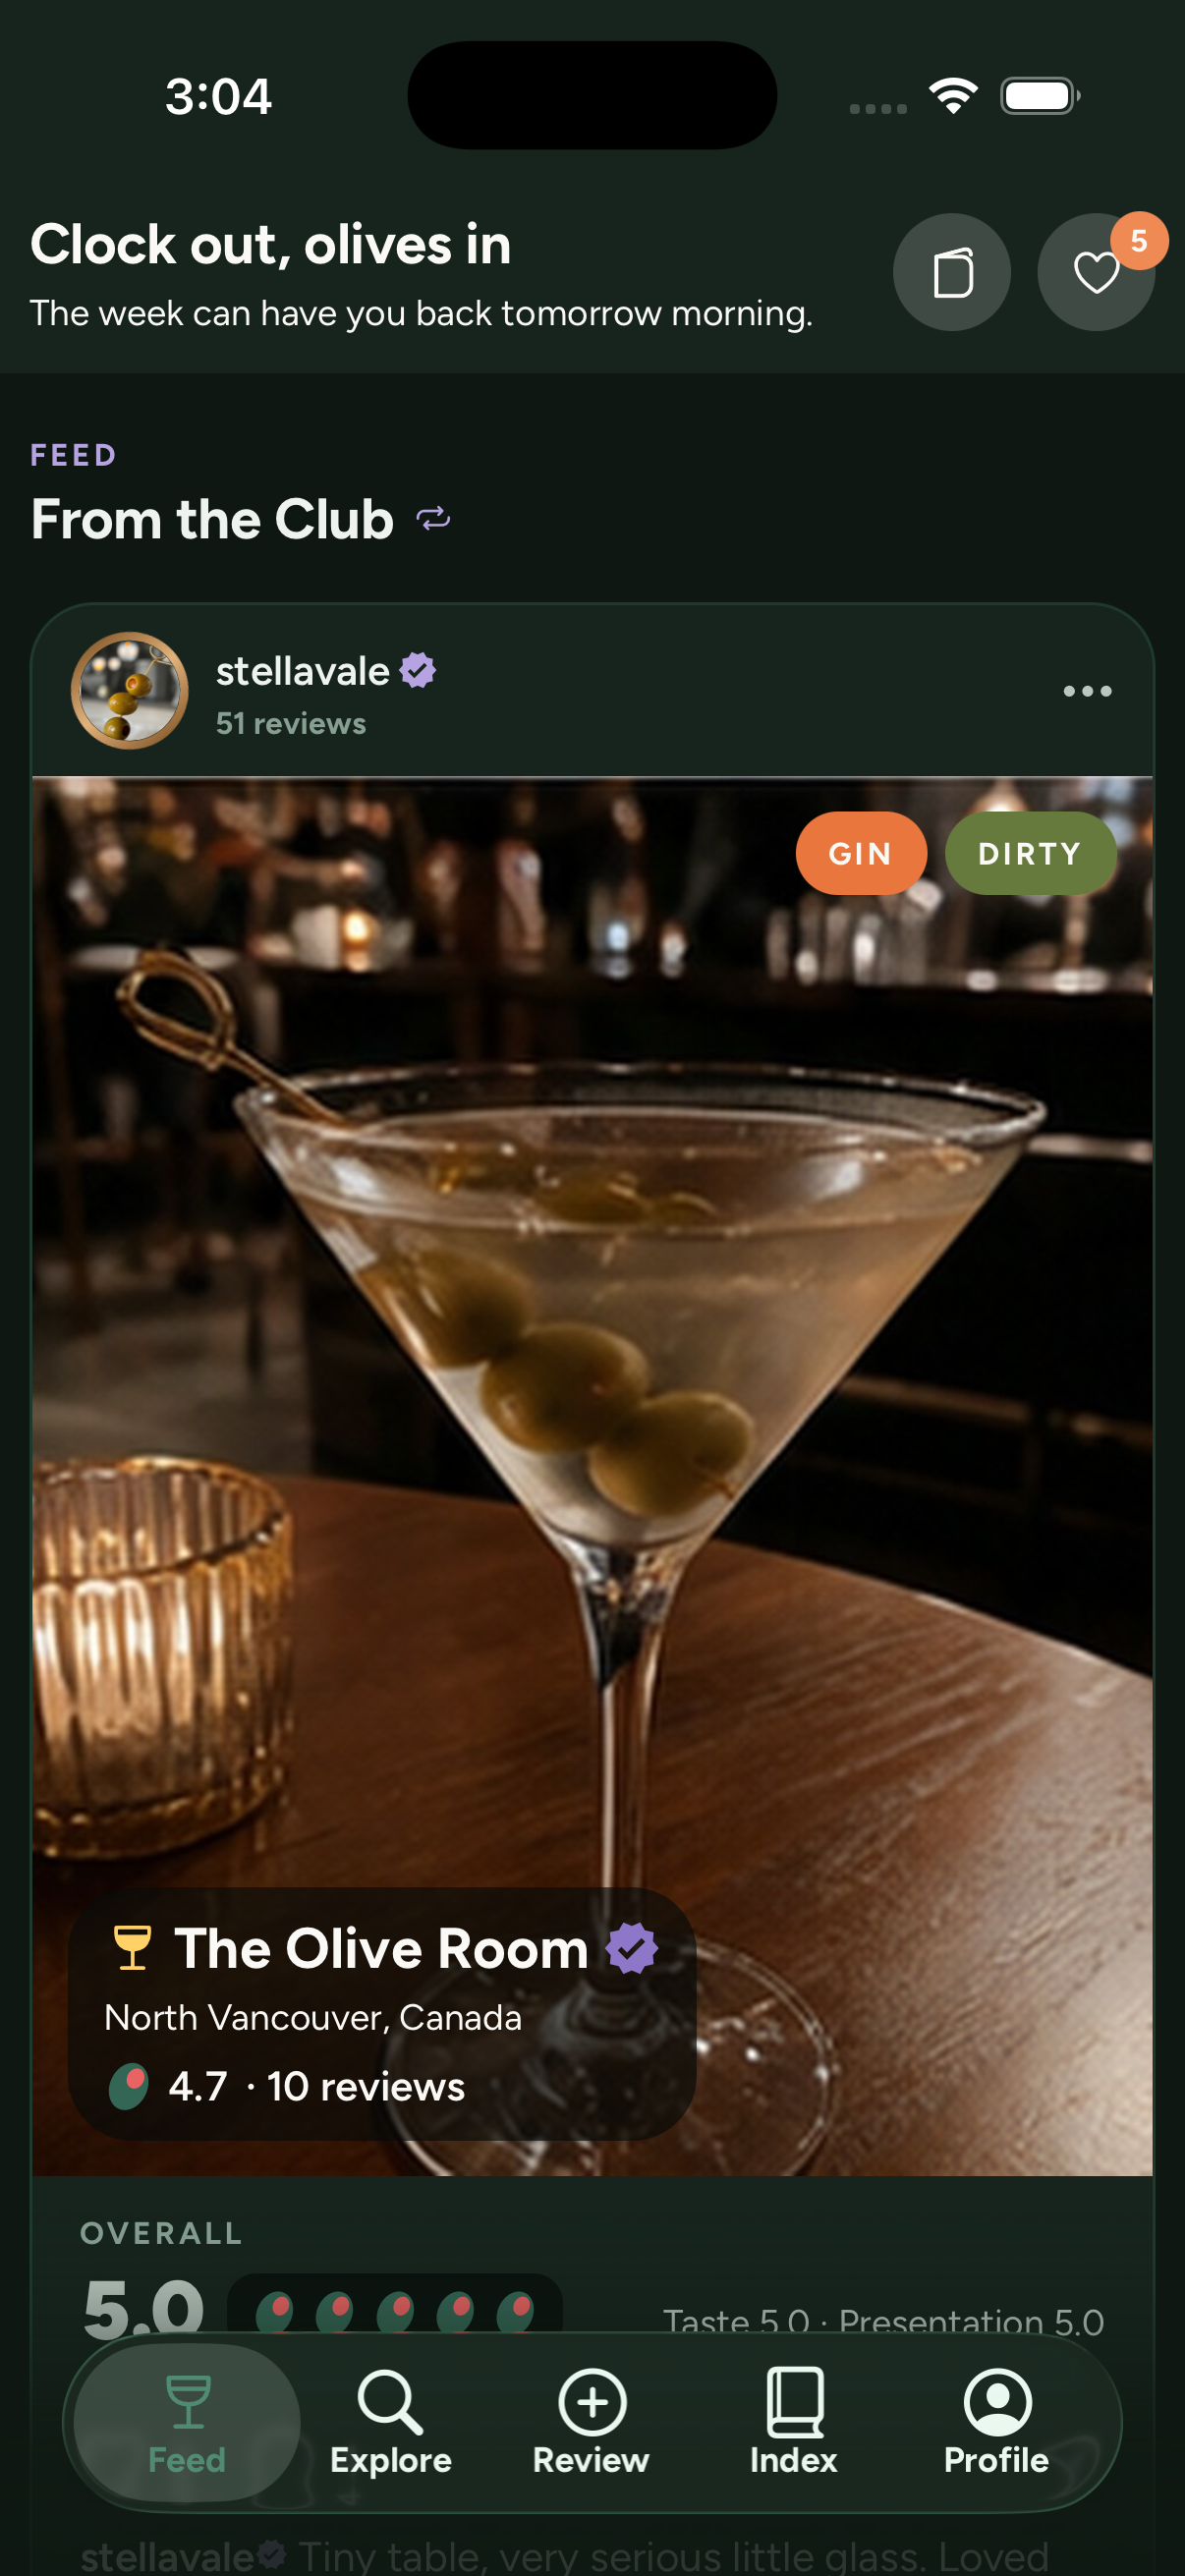 3:04
Clock out, olives in
5
The week can have you back tomorrow morning.
FEED
From the Club
stellavale
51 reviews
GIN DIRTY
The Olive Room
North Vancouver, Canada
4.7 · 10 reviews
OVERALL
5.0
Taste 5.0 · Presentation 5.0
Feed Explore Review Index Profile
stellavale Tiny table, very serious little glass. Loved